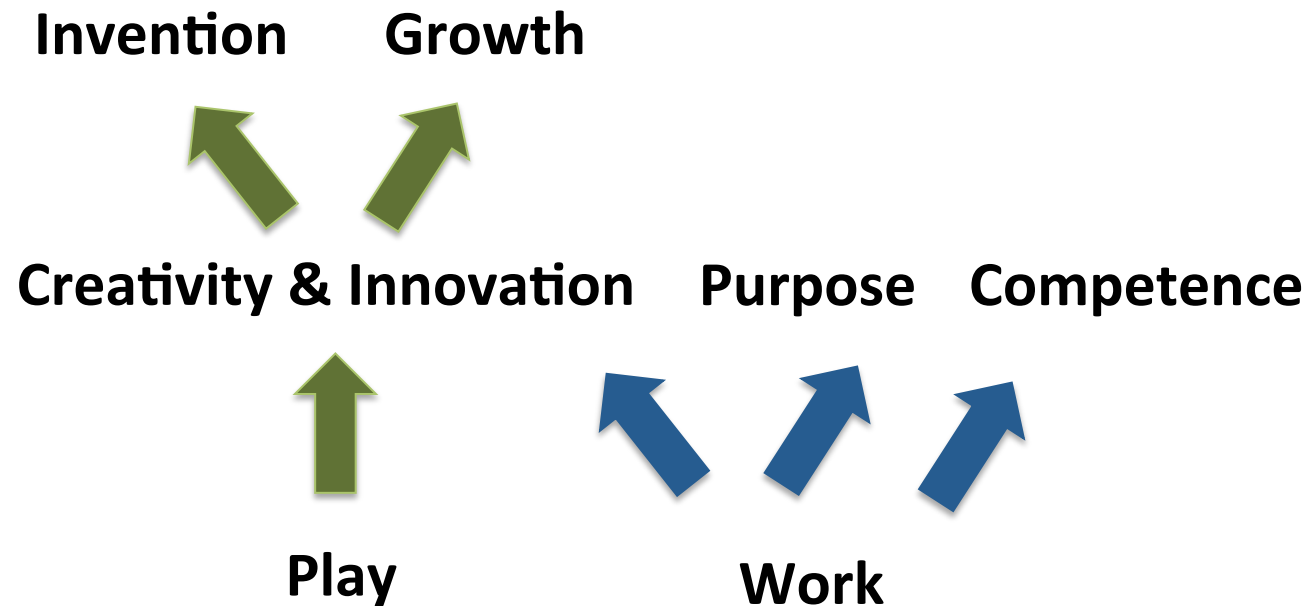 Invention Growth
Creativity & Innovation Purpose Competence
Play Work